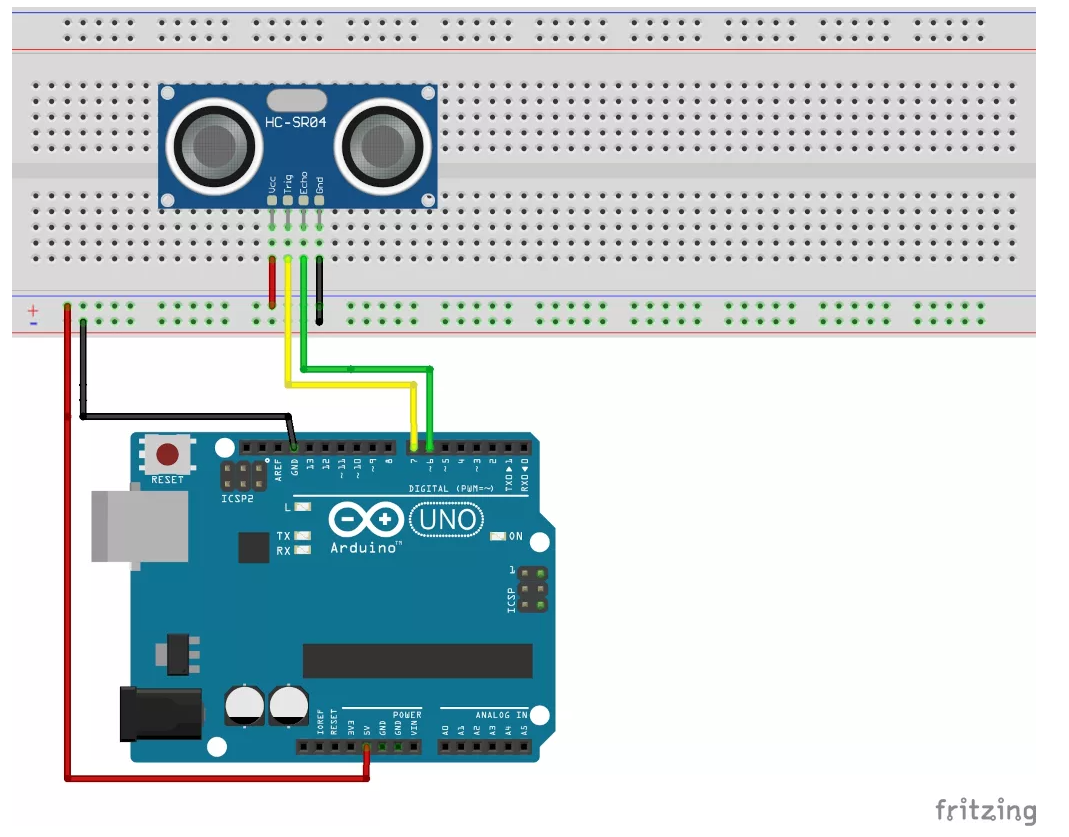 HC-SR04
Vcc
Trig
Echo
Gnd
+
-
RESET
ICSP2
AREF
GND
13
12
~11
~10
~9
8
7
~6
~5
4
~3
2
TX0▶1
RX0◀0
DIGITAL (PWM=~)
L
TX
RX
UNO
Arduino™
ON
1
ICSP
POWER
ANALOG IN
IOREF
RESET
3V3
5V
GND
GND
VIN
A0
A1
A2
A3
A4
A5
fritzing